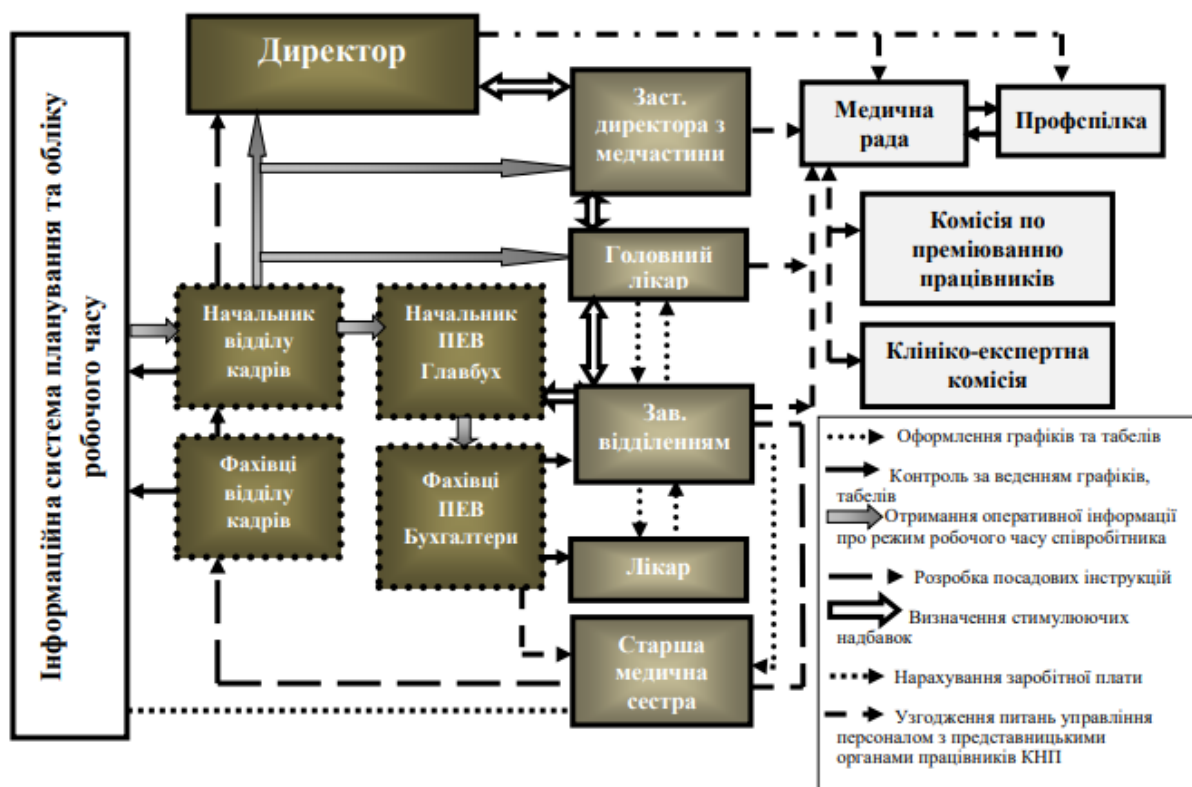 Інформаційна система планування та обліку
робочого часу
Директор
Заст.
директора з
медчастини
Медична
рада
Профспілка
Головний
лікар
Комісія по
преміюванню
працівників
Начальник
відділу
кадрів
Начальник
ПЕВ
Главбух
Клініко-експертна
комісія
Зав.
відділенням
Фахівці
відділу
кадрів
Фахівці
ПЕВ
Бухгалтери
Лікар
Старша
медична
сестра
Оформлення графіків та табелів
Контроль за веденням графіків,
табелів
Отримання оперативної інформації
про режим робочого часу співробітника
Розробка посадових інструкцій
Визначення стимулюючих
надбавок
Нарахування заробітної плати
Узгодження питань управління
персоналом з представницькими
органами працівників КНП